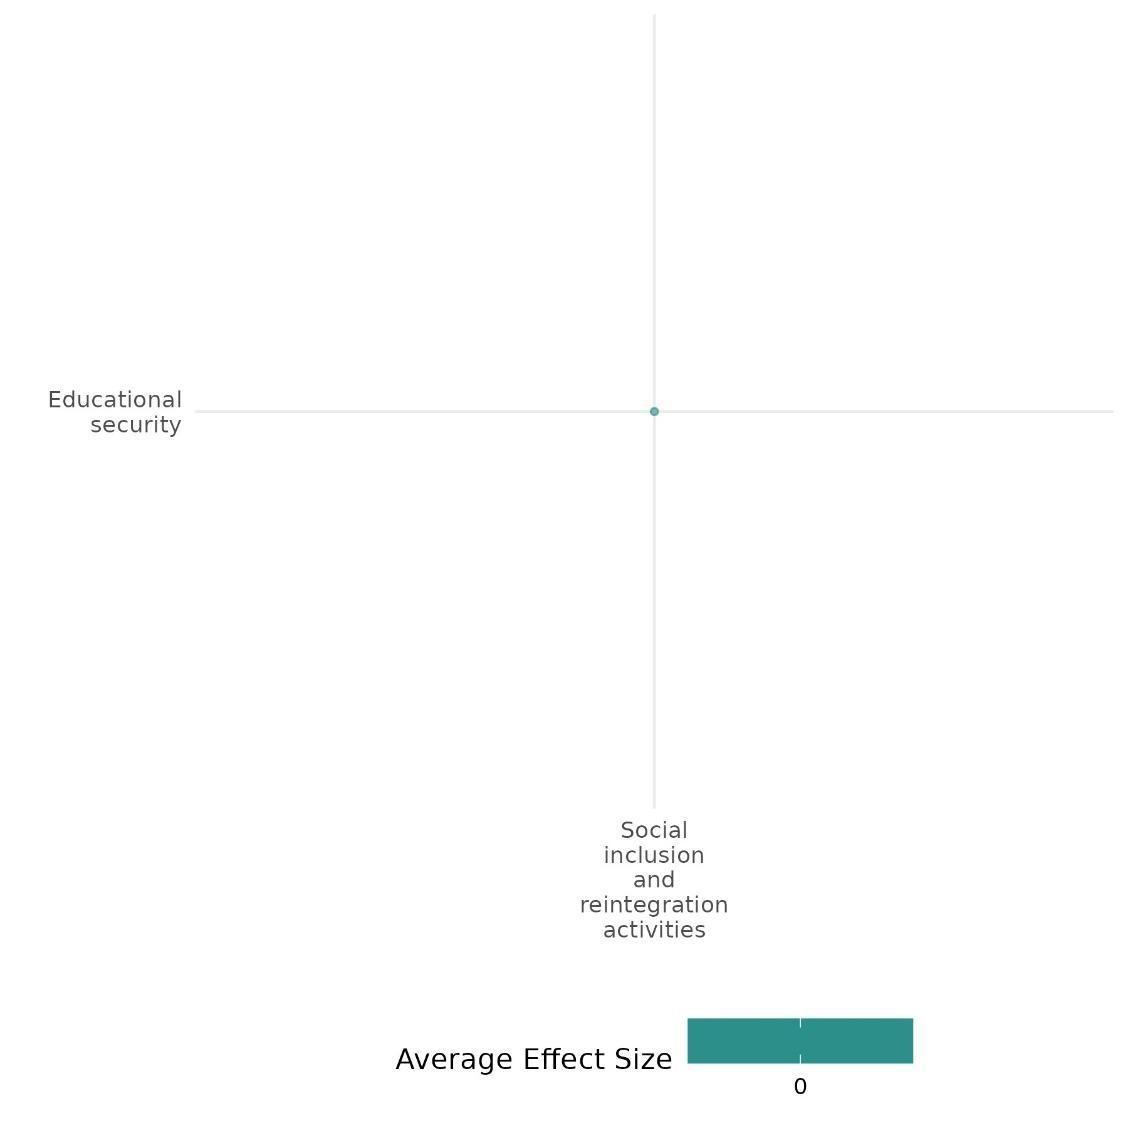 Educational
security
Social
inclusion
and
reintegration
activities
Average Effect Size
0